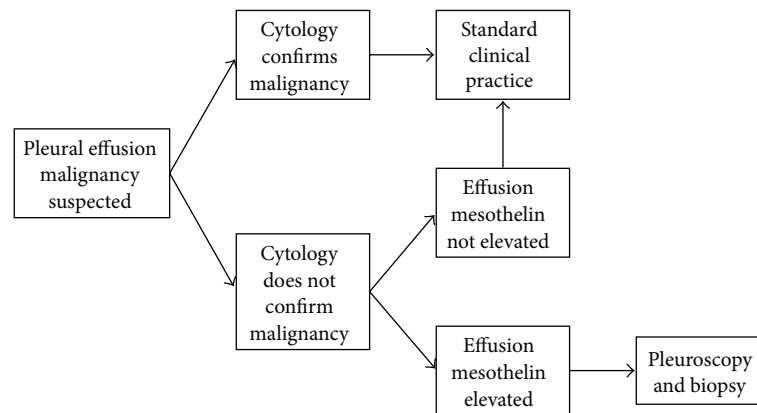 Cytology
confirms
malignancy
Standard
clinical
practice
Pleural effusion
malignancy
suspected
Effusion
mesothelin
not elevated
Cytology
does not
confirm
malignancy
Effusion
mesothelin
elevated
Pleuroscopy
and biopsy